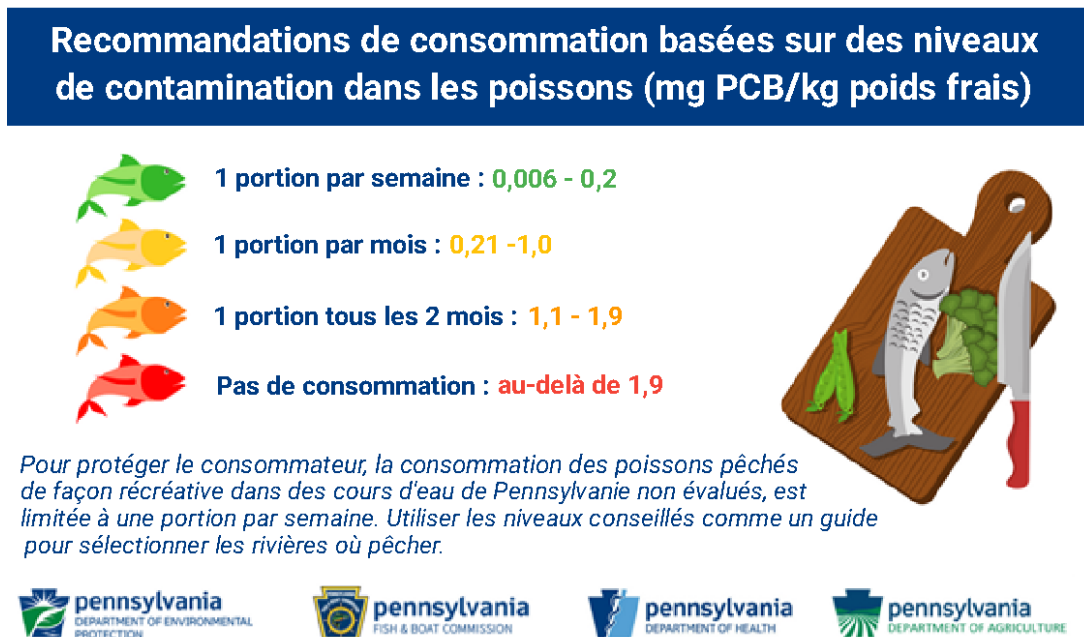 Recommandations de consommation basées sur des niveaux
de contamination dans les poissons (mg PCB/kg poids frais)
1 portion par semaine : 0,006 - 0,2
1 portion par mois : 0,21 -1,0
1 portion tous les 2 mois : 1,1 - 1,9
Pas de consommation : au-delà de 1,9
Pour protéger le consommateur, la consommation des poissons pêchés
de façon récréative dans des cours d'eau de Pennsylvanie non évalués, est
limitée à une portion par semaine. Utiliser les niveaux conseillés comme un guide
pour sélectionner les rivières où pêcher.
pennsylvania
DEPARTMENT OF ENVIRONMENTAL
PROTECTION
pennsylvania
FISH & BOAT COMMISSION
pennsylvania
DEPARTMENT OF HEALTH
pennsylvania
DEPARTMENT OF AGRICULTURE